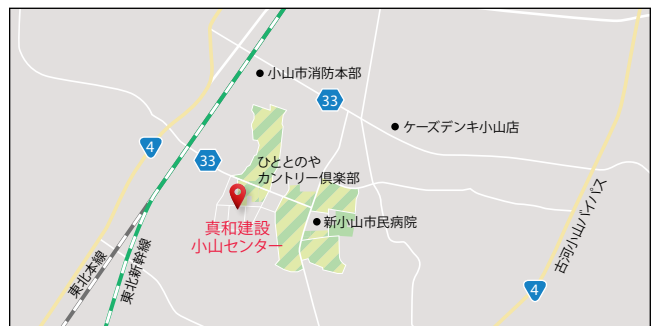 小山市消防本部
33
ケーズデンキ小山店
4
33
ひととのや
カントリー倶楽部
真和建設
小山センター
新小山市民病院
東北本線
東北新幹線
古河小山バイパス
4